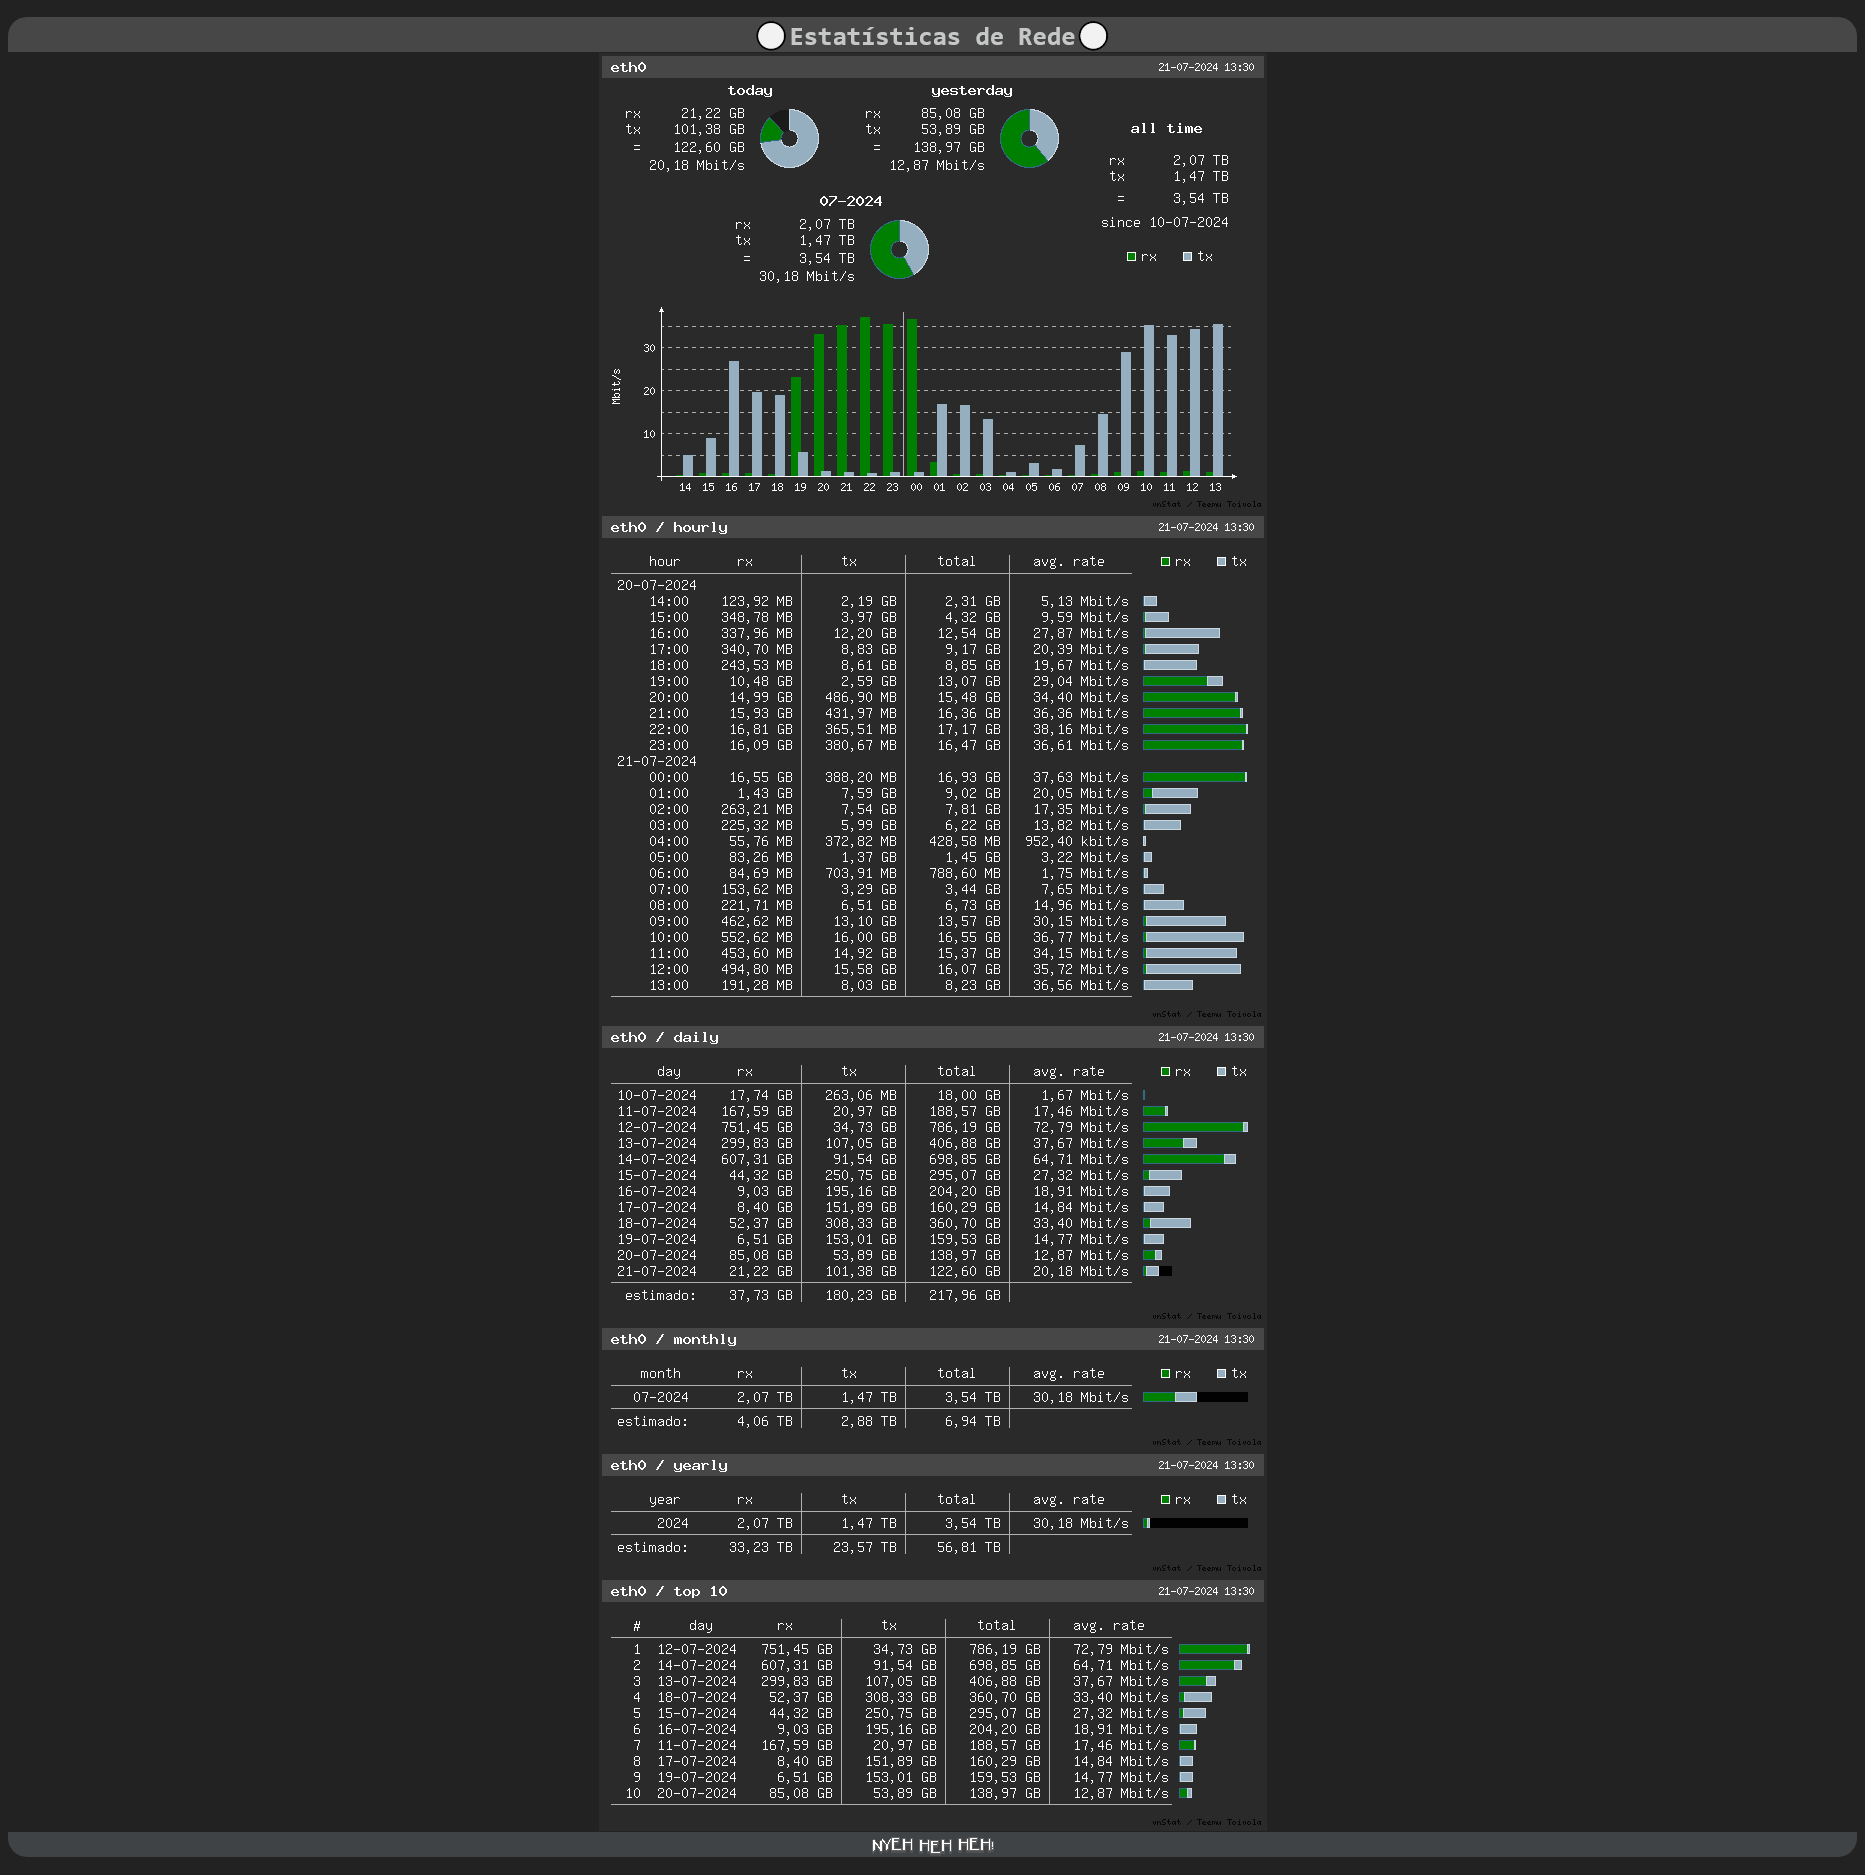 Estatísticas de Rede
eth0 21-07-2024 13:30
today
rx 21,22 GB
tx 101,38 GB
= 122,60 GB
20,18 Mbit/s
yesterday
rx 85,08 GB
tx 53,89 GB
= 138,97 GB
12,87 Mbit/s
all time
rx 2,07 TB
tx 1,47 TB
= 3,54 TB
since 10-07-2024
rx tx
07-2024
rx 2,07 TB
tx 1,47 TB
= 3,54 TB
30,18 Mbit/s
Mbit/s
30
20
10
14 15 16 17 18 19 20 21 22 23 00 01 02 03 04 05 06 07 08 09 10 11 12 13
vnStat / Teemu Toivola
eth0 / hourly 21-07-2024 13:30
hour rx tx total avg. rate rx tx
20-07-2024
14:00 123,92 MB 2,19 GB 2,31 GB 5,13 Mbit/s
15:00 348,78 MB 3,97 GB 4,32 GB 9,59 Mbit/s
16:00 337,96 MB 12,20 GB 12,54 GB 27,87 Mbit/s
17:00 340,70 MB 8,83 GB 9,17 GB 20,39 Mbit/s
18:00 243,53 MB 8,61 GB 8,85 GB 19,67 Mbit/s
19:00 10,48 GB 2,59 GB 13,07 GB 29,04 Mbit/s
20:00 14,99 GB 486,90 MB 15,48 GB 34,40 Mbit/s
21:00 15,93 GB 431,97 MB 16,36 GB 36,36 Mbit/s
22:00 16,81 GB 365,51 MB 17,17 GB 38,16 Mbit/s
23:00 16,09 GB 380,67 MB 16,47 GB 36,61 Mbit/s
21-07-2024
00:00 16,55 GB 388,20 MB 16,93 GB 37,63 Mbit/s
01:00 1,43 GB 7,59 GB 9,02 GB 20,05 Mbit/s
02:00 263,21 MB 7,54 GB 7,81 GB 17,35 Mbit/s
03:00 225,32 MB 5,99 GB 6,22 GB 13,82 Mbit/s
04:00 55,76 MB 372,82 MB 428,58 MB 952,40 kbit/s
05:00 83,26 MB 1,37 GB 1,45 GB 3,22 Mbit/s
06:00 84,69 MB 703,91 MB 788,60 MB 1,75 Mbit/s
07:00 153,62 MB 3,29 GB 3,44 GB 7,65 Mbit/s
08:00 221,71 MB 6,51 GB 6,73 GB 14,96 Mbit/s
09:00 462,62 MB 13,10 GB 13,57 GB 30,15 Mbit/s
10:00 552,62 MB 16,00 GB 16,55 GB 36,77 Mbit/s
11:00 453,60 MB 14,92 GB 15,37 GB 34,15 Mbit/s
12:00 494,80 MB 15,58 GB 16,07 GB 35,72 Mbit/s
13:00 191,28 MB 8,03 GB 8,23 GB 36,56 Mbit/s
vnStat / Teemu Toivola
eth0 / daily 21-07-2024 13:30
day rx tx total avg. rate rx tx
10-07-2024 17,74 GB 263,06 MB 18,00 GB 1,67 Mbit/s
11-07-2024 167,59 GB 20,97 GB 188,57 GB 17,46 Mbit/s
12-07-2024 751,45 GB 34,73 GB 786,19 GB 72,79 Mbit/s
13-07-2024 299,83 GB 107,05 GB 406,88 GB 37,67 Mbit/s
14-07-2024 607,31 GB 91,54 GB 698,85 GB 64,71 Mbit/s
15-07-2024 44,32 GB 250,75 GB 295,07 GB 27,32 Mbit/s
16-07-2024 9,03 GB 195,16 GB 204,20 GB 18,91 Mbit/s
17-07-2024 8,40 GB 151,89 GB 160,29 GB 14,84 Mbit/s
18-07-2024 52,37 GB 308,33 GB 360,70 GB 33,40 Mbit/s
19-07-2024 6,51 GB 153,01 GB 159,53 GB 14,77 Mbit/s
20-07-2024 85,08 GB 53,89 GB 138,97 GB 12,87 Mbit/s
21-07-2024 21,22 GB 101,38 GB 122,60 GB 20,18 Mbit/s
estimado: 37,73 GB 180,23 GB 217,96 GB
vnStat / Teemu Toivola
eth0 / monthly 21-07-2024 13:30
month rx tx total avg. rate rx tx
07-2024 2,07 TB 1,47 TB 3,54 TB 30,18 Mbit/s
estimado: 4,06 TB 2,88 TB 6,94 TB
vnStat / Teemu Toivola
eth0 / yearly 21-07-2024 13:30
year rx tx total avg. rate rx tx
2024 2,07 TB 1,47 TB 3,54 TB 30,18 Mbit/s
estimado: 33,23 TB 23,57 TB 56,81 TB
vnStat / Teemu Toivola
eth0 / top 10 21-07-2024 13:30
# day rx tx total avg. rate
1 12-07-2024 751,45 GB 34,73 GB 786,19 GB 72,79 Mbit/s
2 14-07-2024 607,31 GB 91,54 GB 698,85 GB 64,71 Mbit/s
3 13-07-2024 299,83 GB 107,05 GB 406,88 GB 37,67 Mbit/s
4 18-07-2024 52,37 GB 308,33 GB 360,70 GB 33,40 Mbit/s
5 15-07-2024 44,32 GB 250,75 GB 295,07 GB 27,32 Mbit/s
6 16-07-2024 9,03 GB 195,16 GB 204,20 GB 18,91 Mbit/s
7 11-07-2024 167,59 GB 20,97 GB 188,57 GB 17,46 Mbit/s
8 17-07-2024 8,40 GB 151,89 GB 160,29 GB 14,84 Mbit/s
9 19-07-2024 6,51 GB 153,01 GB 159,53 GB 14,77 Mbit/s
10 20-07-2024 85,08 GB 53,89 GB 138,97 GB 12,87 Mbit/s
vnStat / Teemu Toivola
NYEH HEH HEH!